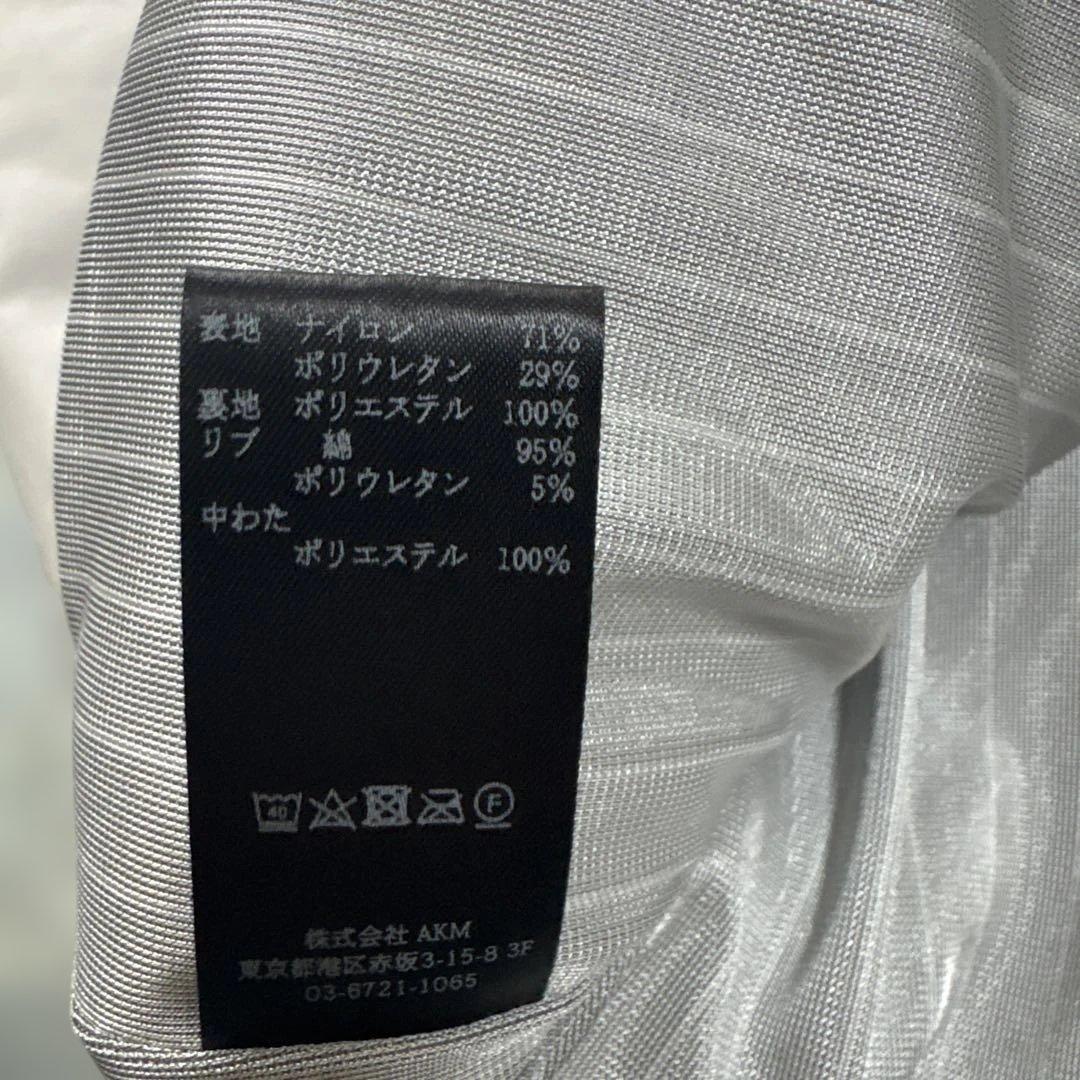 表地 ナイロン 71%
ポリウレタン 29%
裏地 ポリエステル 100%
リブ 綿 95%
ポリウレタン 5%
中わた
ポリエステル 100%
40 F
株式会社 AKM
東京都港区赤坂3-15-8 3F
03-6721-1065